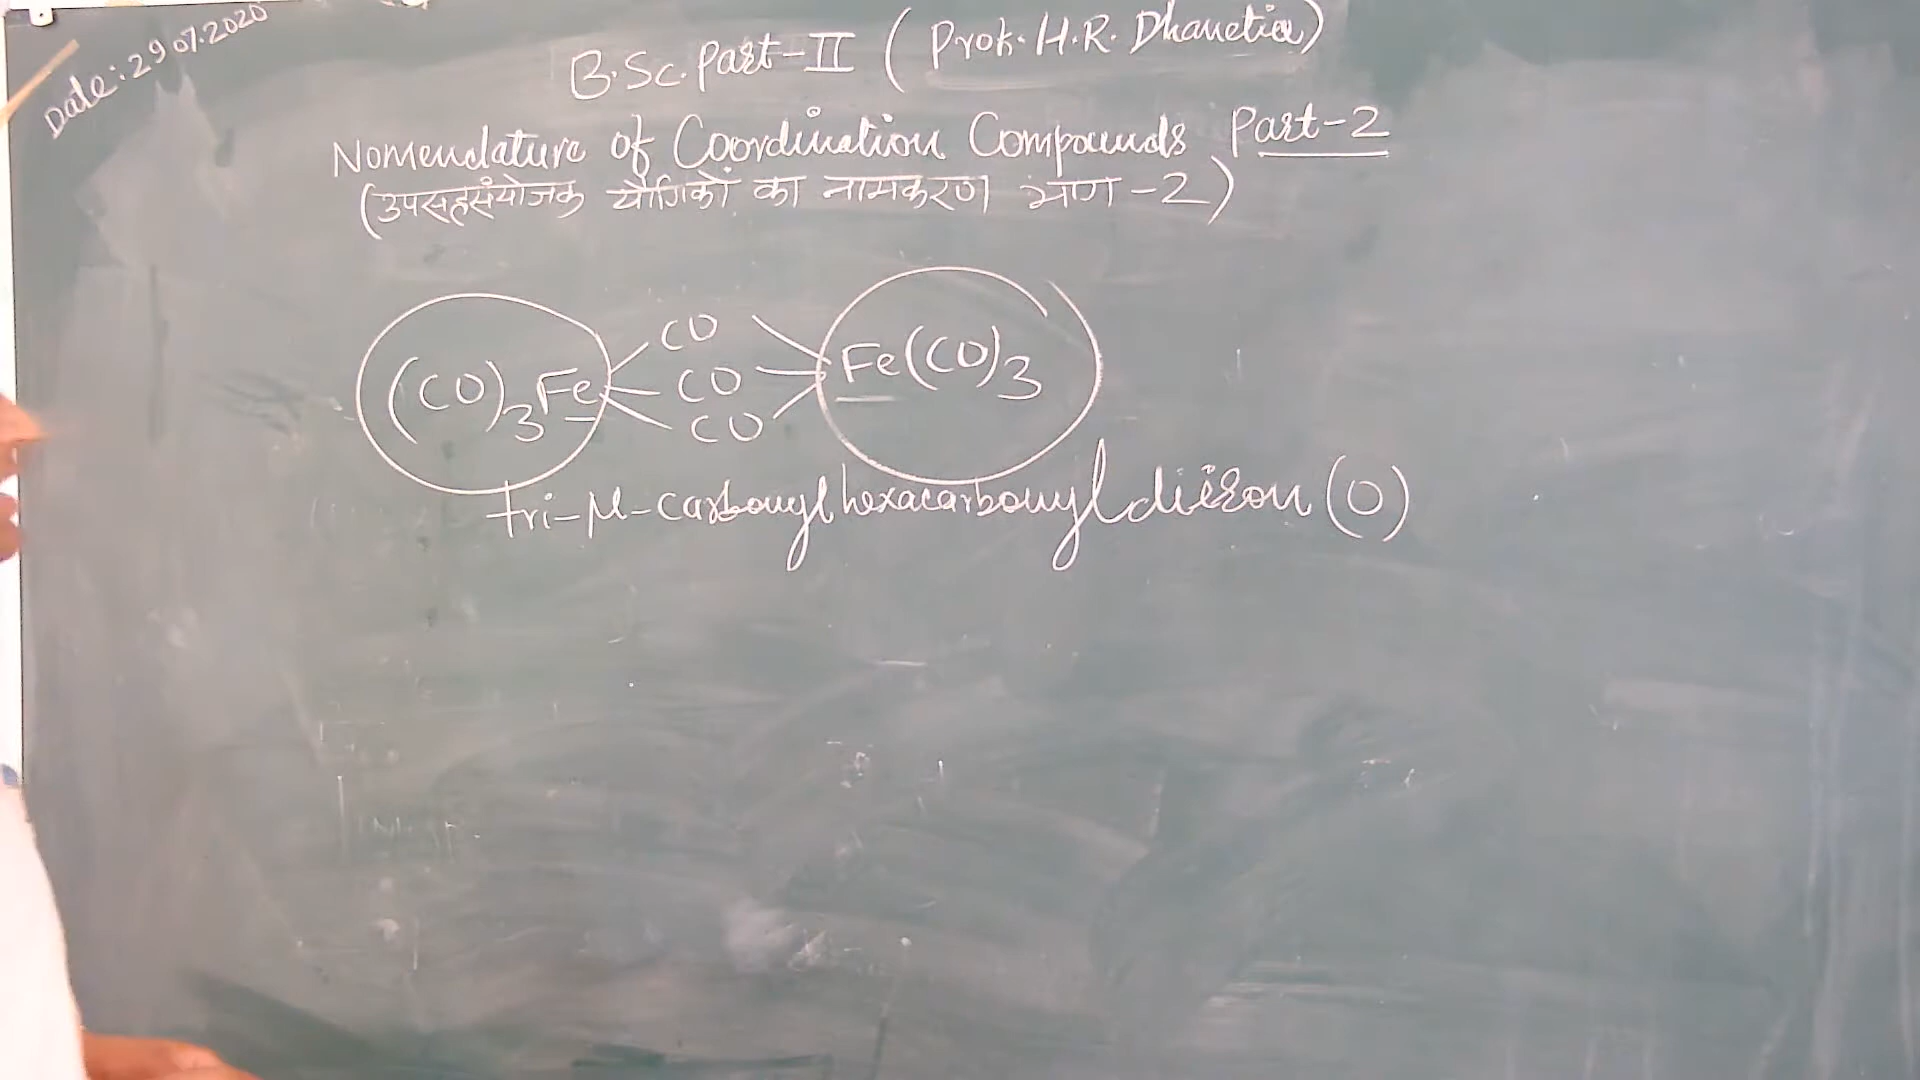 Date: 29.07.2020
B.Sc. Part-II (Prof. H.R. Dhanetia)
Nomenclature of Coordination Compounds Part-2
(उपसहसंयोजक यौगिकों का नामकरण भाग-2)
(CO)3Fe CO CO CO Fe(CO)3
tri-μ-carbonylhexacarbonyldiiron(0)